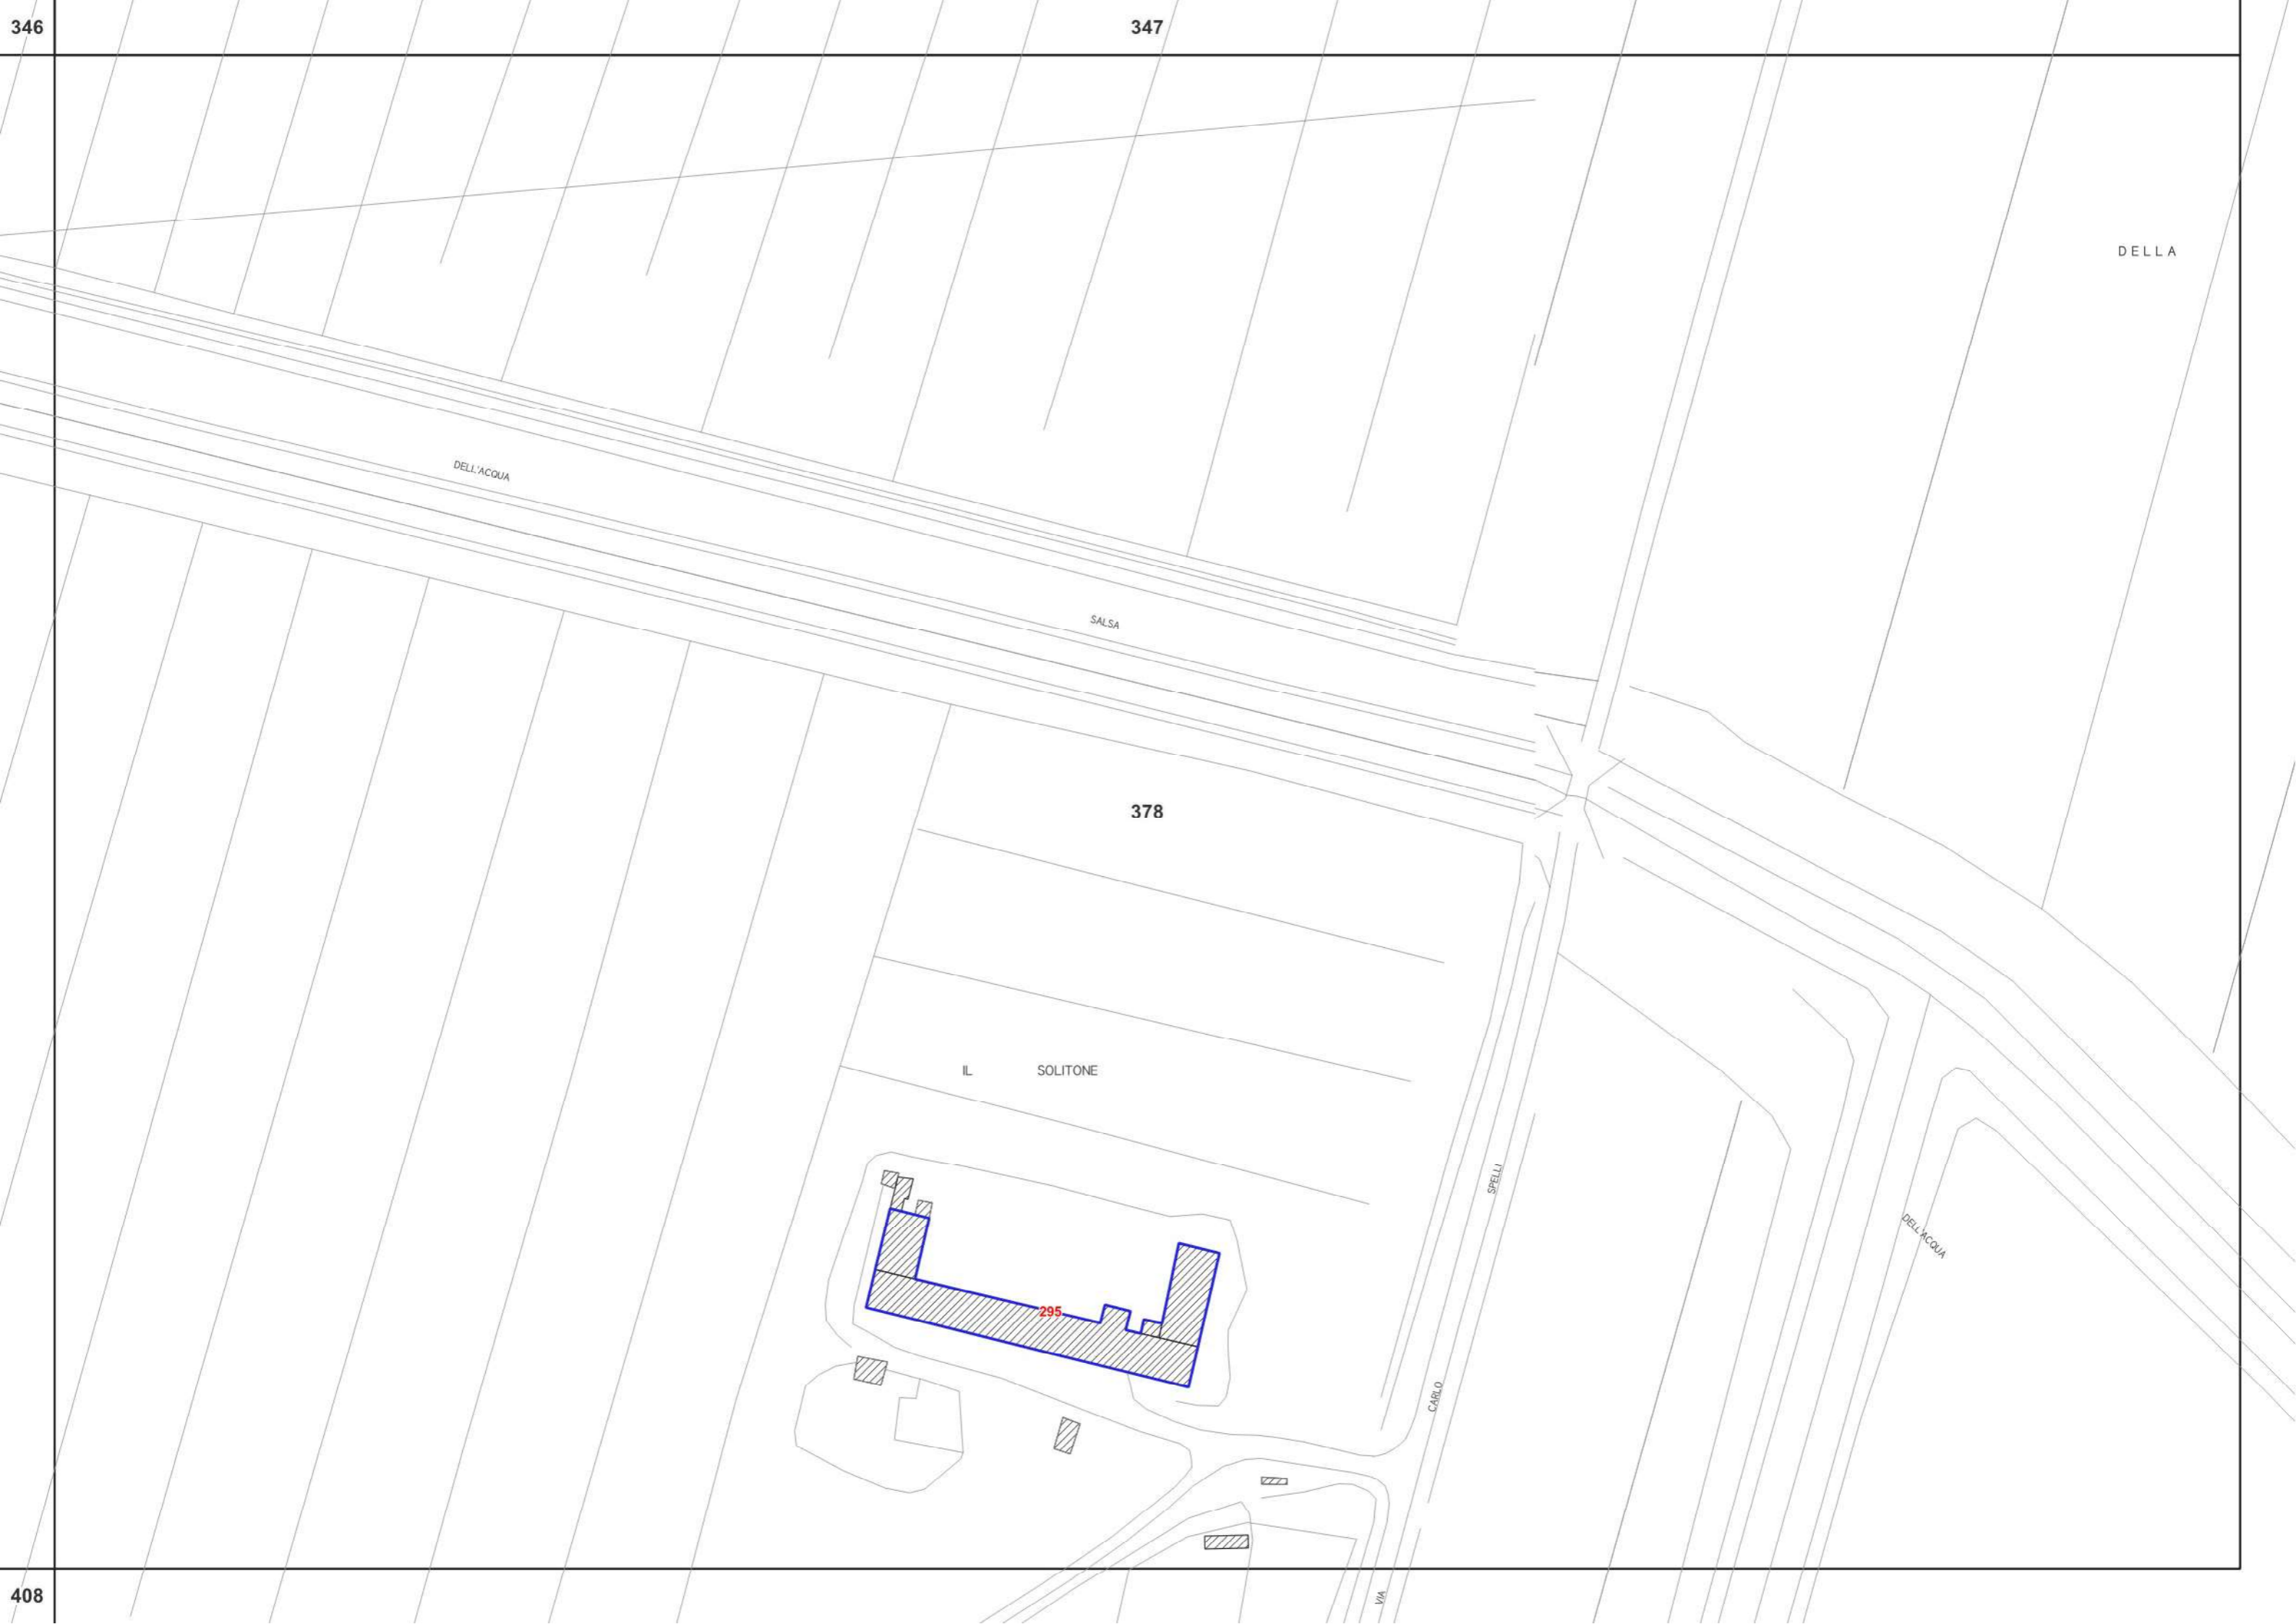 346
347
DELLA
DELL'ACQUA
SALSA
378
IL SOLITONE
SPELLI
DELL'ACQUA
295
CARLO
408
VIA